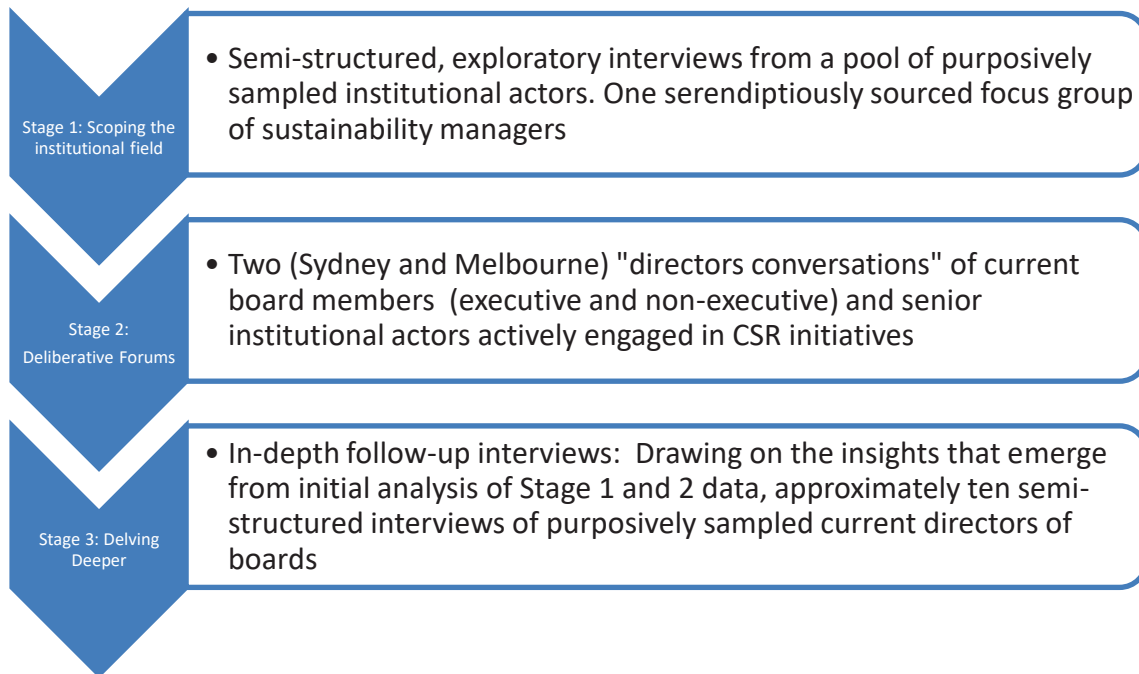 Stage 1: Scoping the
institutional field
• Semi-structured, exploratory interviews from a pool of purposively
sampled institutional actors. One serendiptiously sourced focus group
of sustainability managers
Stage 2:
Deliberative Forums
• Two (Sydney and Melbourne) "directors conversations" of current
board members (executive and non-executive) and senior
institutional actors actively engaged in CSR initiatives
Stage 3: Delving
Deeper
• In-depth follow-up interviews: Drawing on the insights that emerge
from initial analysis of Stage 1 and 2 data, approximately ten semi-
structured interviews of purposively sampled current directors of
boards